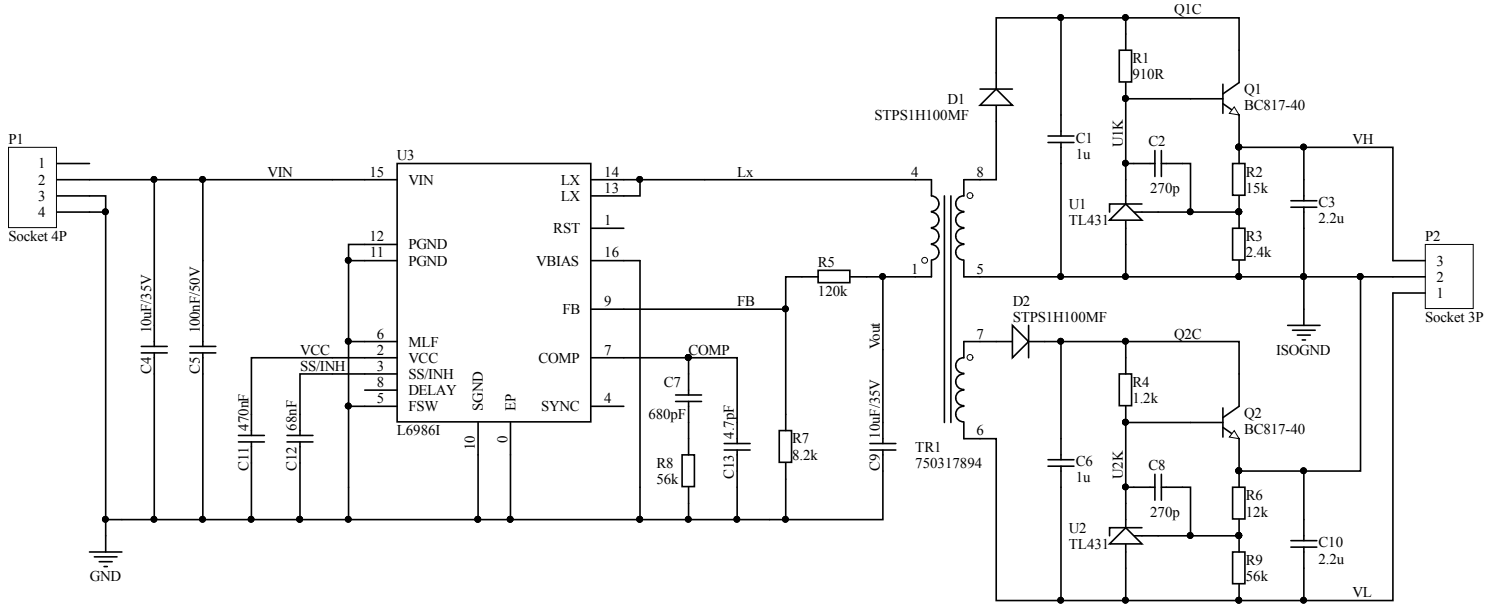 P1
1
2
3
4
Socket 4P
VIN
10uF/35V
C4
100nF/50V
C5
GND
VCC
SS/INH
470nF
C11
68nF
C12
U3
15
VIN
12
PGND
11
PGND
6
MLF
2
VCC
3
SS/INH
8
DELAY
5
FSW
L6986I
SGND
10
EP
0
LX
14
LX
13
RST
1
VBIAS
16
FB
9
COMP
7
SYNC
4
Lx
FB
COMP
C7
680pF
R8
56k
4.7pF
C13
R5
120k
R7
8.2k
Vout
10uF/35V
C9
4
1
8
5
7
6
TR1
750317894
D1
STPS1H100MF
D2
STPS1H100MF
Q1C
R1
910R
Q1
BC817-40
C1
1u
U1K
C2
270p
U1
TL431
R2
15k
R3
2.4k
C3
2.2u
VH
P2
3
2
1
Socket 3P
ISOGND
Q2C
R4
1.2k
Q2
BC817-40
C6
1u
U2K
C8
270p
U2
TL431
R6
12k
R9
56k
C10
2.2u
VL